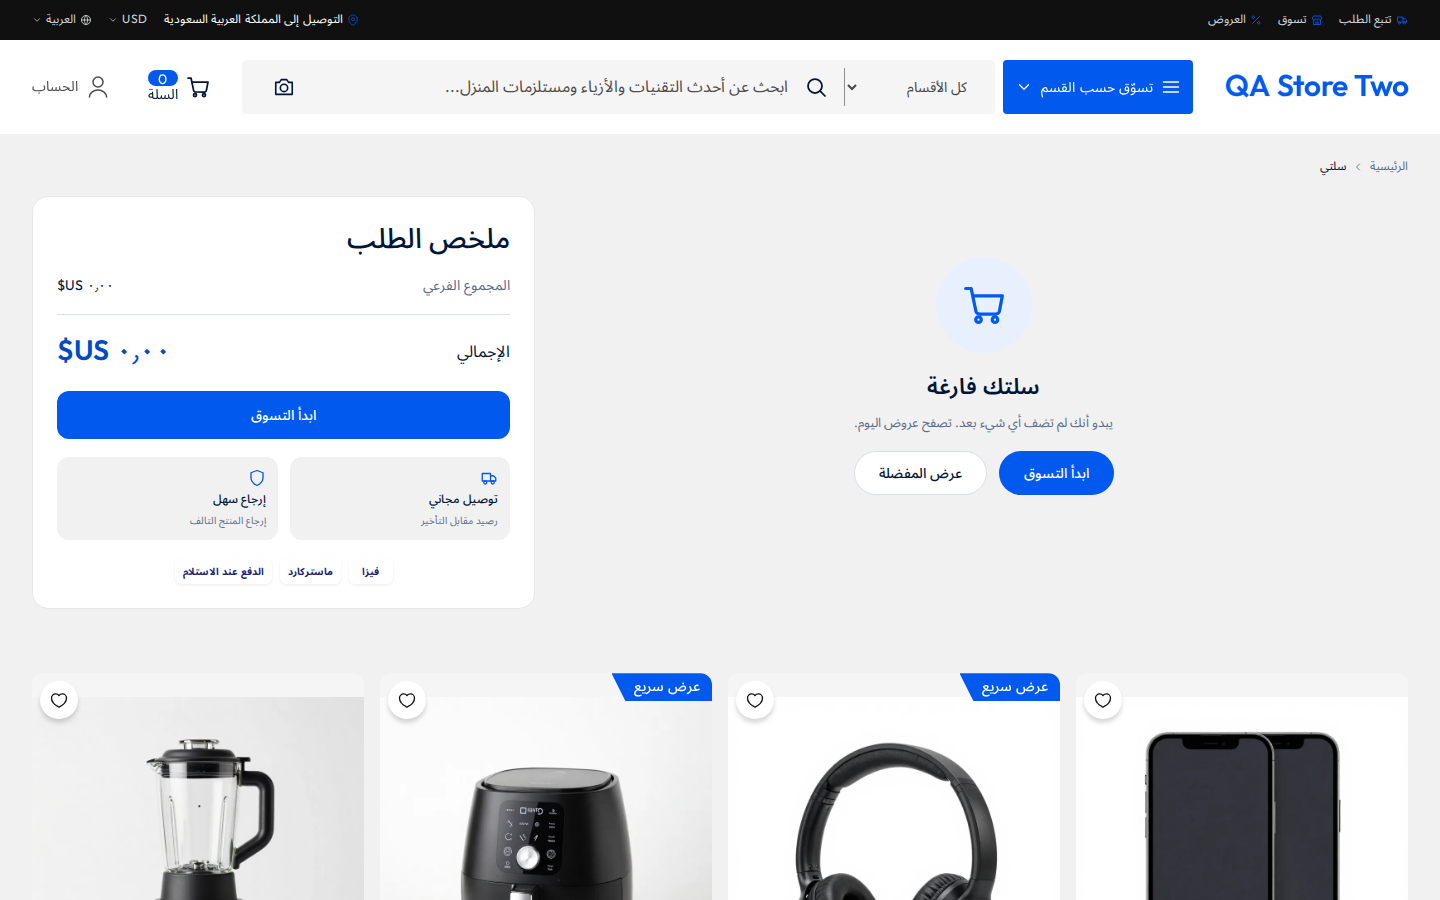 تتبع الطلب
تسوق
العروض
التوصيل إلى المملكة العربية السعودية
USD
العربية
QA Store Two
تسوّق حسب القسم
كل الأقسام
ابحث عن أحدث التقنيات والأزياء ومستلزمات المنزل...
0
السلة
الحساب
الرئيسية
سلتي
سلتك فارغة
يبدو أنك لم تضف أي شيء بعد. تصفح عروض اليوم.
ابدأ التسوق
عرض المفضلة
ملخص الطلب
المجموع الفرعي
٠٫٠٠ US$
الإجمالي
٠٫٠٠ US$
ابدأ التسوق
توصيل مجاني
رصيد مقابل التأخير
إرجاع سهل
إرجاع المنتج التالف
فيزا
ماستركارد
الدفع عند الاستلام
عرض سريع
عرض سريع